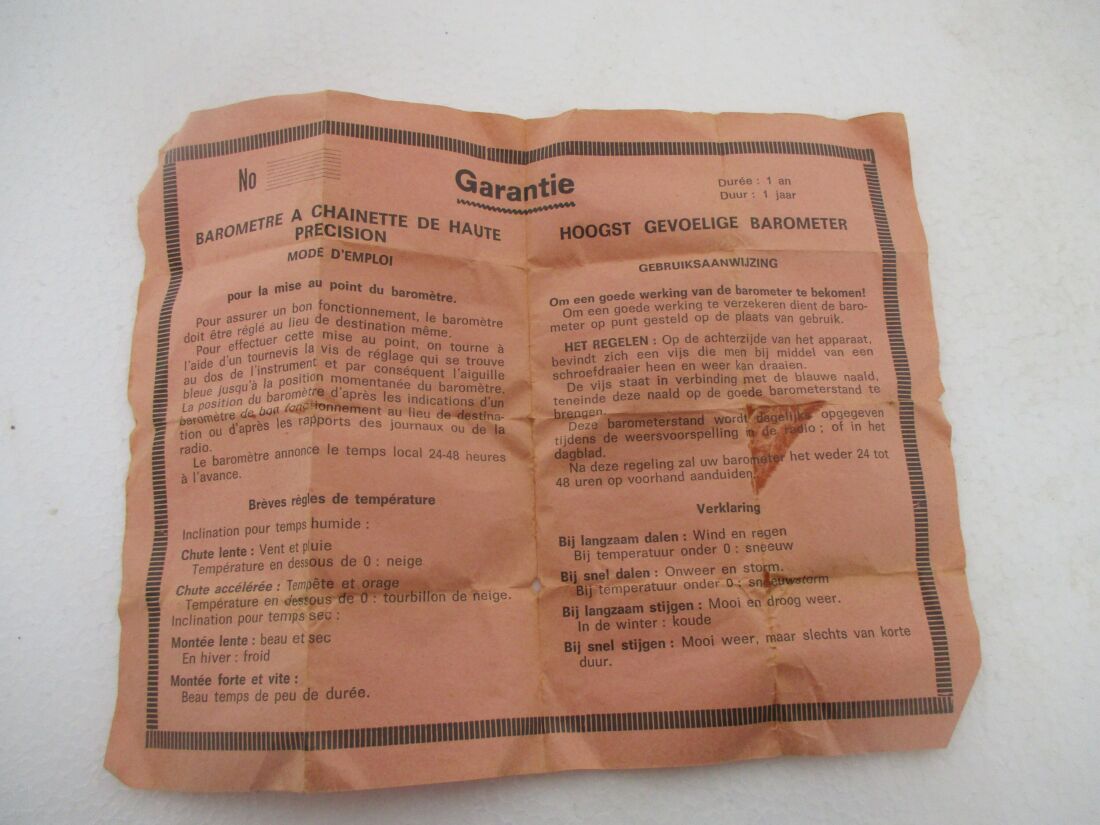 No
Garantie
Durée : 1 an
Duur : 1 jaar
BAROMETRE A CHAINETTE DE HAUTE
PRECISION
MODE D'EMPLOI
pour la mise au point du baromètre.
Pour assurer un bon fonctionnement, le baromètre
doit être réglé au lieu de destination même.
Pour effectuer cette mise au point, on tourne à
l'aide d'un tournevis la vis de réglage qui se trouve
au dos de l'instrument et par conséquent l'aiguille
bleue jusqu'à la position momentanée du baromètre.
La position du baromètre d'après les indications d'un
baromètre de bon fonctionnement au lieu de destina-
tion ou d'après les rapports des journaux ou de la
radio.
Le baromètre annonce le temps local 24-48 heures
à l'avance.
Brèves règles de température
Inclination pour temps humide :
Chute lente : Vent et pluie
Température en dessous de 0 : neige
Chute accélérée : Tempête et orage
Température en dessous de 0 : tourbillon de neige.
Inclination pour temps sec :
Montée lente : beau et sec
En hiver : froid
Montée forte et vite :
Beau temps de peu de durée.
HOOGST GEVOELIGE BAROMETER
GEBRUIKSAANWIJZING
Om een goede werking van de barometer te bekomen!
Om een goede werking te verzekeren dient de baro-
meter op punt gesteld op de plaats van gebruik.
HET REGELEN : Op de achterzijde van het apparaat,
bevindt zich een vijs die men bij middel van een
schroefdraaier heen en weer kan draaien.
De vijs staat in verbinding met de blauwe naald,
teneinde deze naald op de goede barometerstand te
brengen.
Deze barometerstand wordt dagelijks opgegeven
tijdens de weersvoorspelling in de radio ; of in het
dagblad.
Na deze regeling zal uw barometer het weder 24 tot
48 uren op voorhand aanduiden.
Verklaring
Bij langzaam dalen : Wind en regen
Bij temperatuur onder 0 : sneeuw
Bij snel dalen : Onweer en storm.
Bij temperatuur onder 0 : sneeuwstorm
Bij langzaam stijgen : Mooi en droog weer.
In de winter : koude
Bij snel stijgen : Mooi weer, maar slechts van korte
duur.